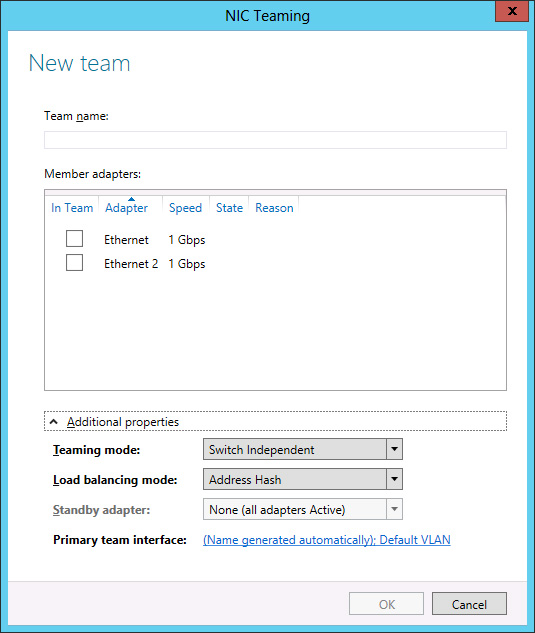 NIC Teaming
New team
Team name:
Member adapters:
In Team Adapter Speed State Reason
Ethernet 1 Gbps
Ethernet 2 1 Gbps
Additional properties
Teaming mode: Switch Independent
Load balancing mode: Address Hash
Standby adapter: None (all adapters Active)
Primary team interface: (Name generated automatically); Default VLAN
OK Cancel